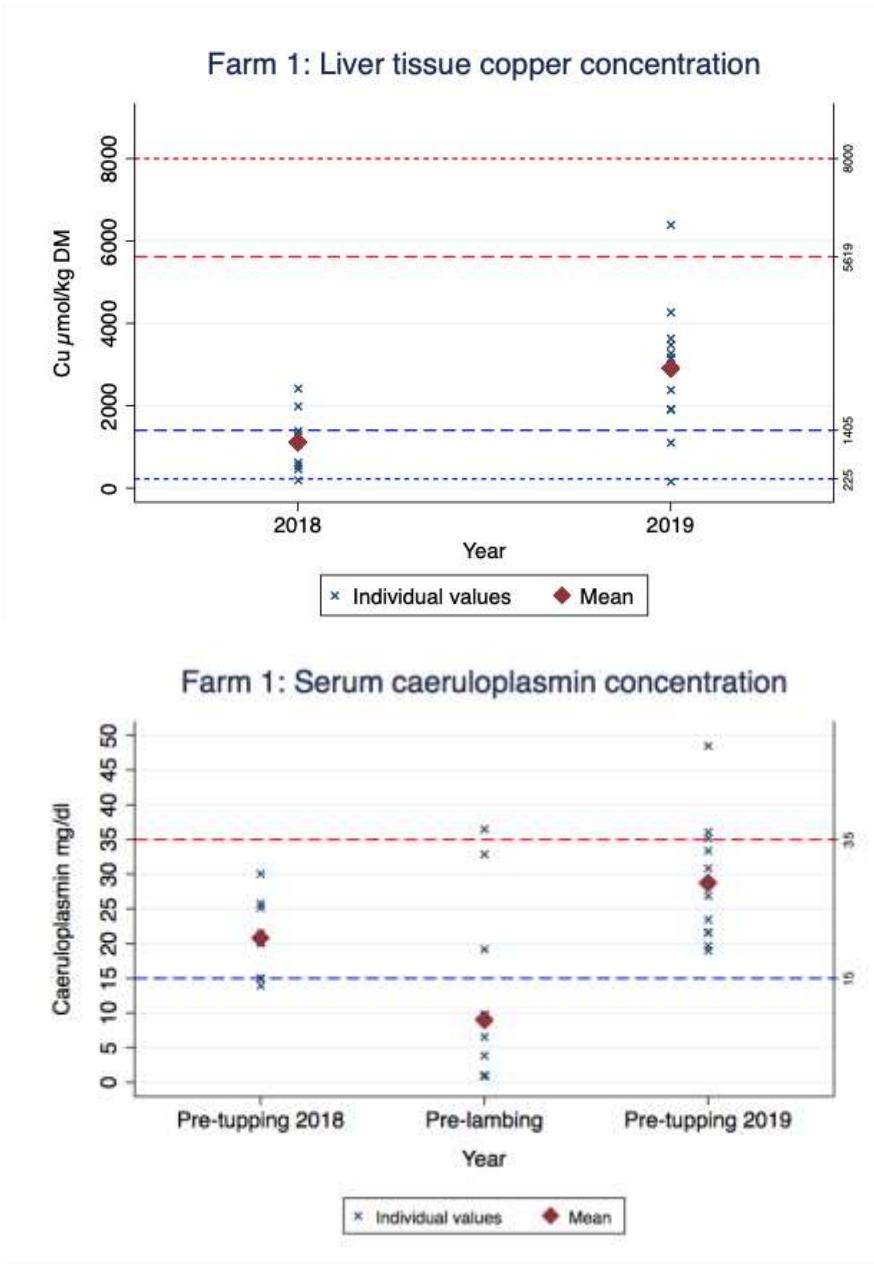 Farm 1: Liver tissue copper concentration
Cu µmol/kg DM
8000
6000
4000
2000
0
8000
5619
1405
225
2018 2019
Year
× Individual values ◆ Mean
Farm 1: Serum caeruloplasmin concentration
Caeruloplasmin mg/dl
50
45
40
35
30
25
20
15
10
5
0
35
15
Pre-tupping 2018 Pre-lambing Pre-tupping 2019
Year
× Individual values ◆ Mean